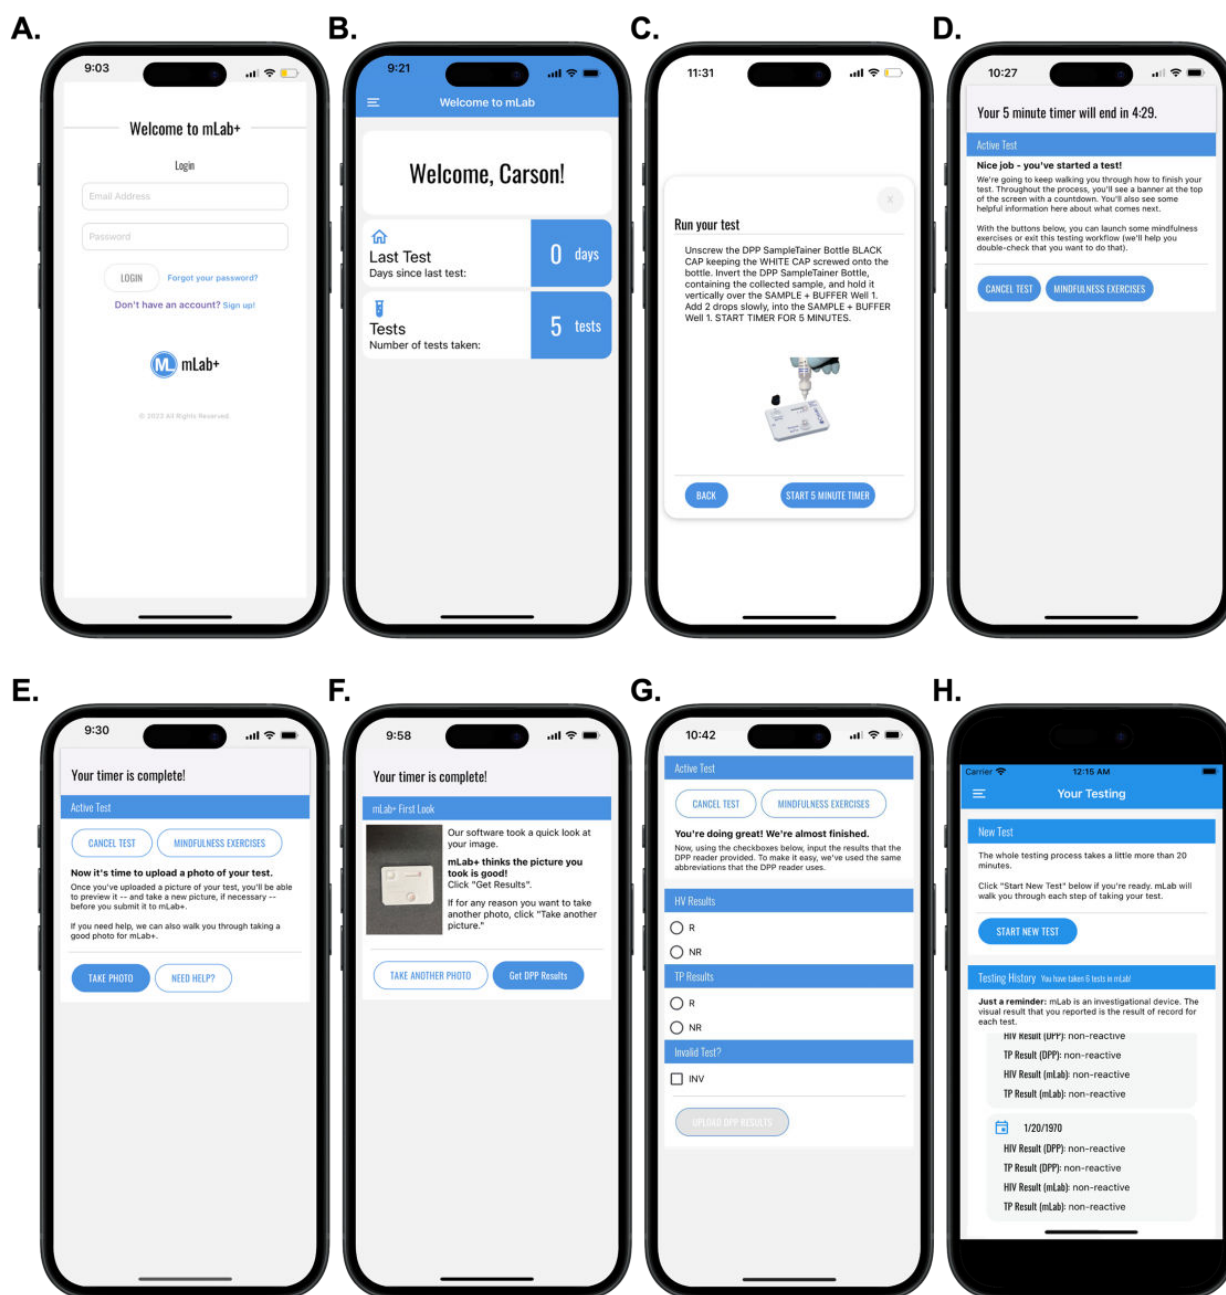 A.
9:03
Welcome to mLab+
Login
Email Address
Password
LOGIN
Forgot your password?
Don't have an account? Sign up!
ML mLab+
© 2023 All Rights Reserved.
B.
9:21
Welcome to mLab
Welcome, Carson!
Last Test
Days since last test:
0 days
Tests
Number of tests taken:
5 tests
C.
11:31
X
Run your test
Unscrew the DPP SampleTainer Bottle BLACK
CAP keeping the WHITE CAP screwed onto the
bottle. Invert the DPP SampleTainer Bottle,
containing the collected sample, and hold it
vertically over the SAMPLE + BUFFER Well 1.
Add 2 drops slowly, into the SAMPLE + BUFFER
Well 1. START TIMER FOR 5 MINUTES.
BACK
START 5 MINUTE TIMER
D.
10:27
Your 5 minute timer will end in 4:29.
Active Test
Nice job - you've started a test!
We're going to keep walking you through how to finish your
test. Throughout the process, you'll see a banner at the top
of the screen with a countdown. You'll also see some
helpful information here about what comes next.
With the buttons below, you can launch some mindfulness
exercises or exit this testing workflow (we'll help you
double-check that you want to do that).
CANCEL TEST
MINDFULNESS EXERCISES
E.
9:30
Your timer is complete!
Active Test
CANCEL TEST
MINDFULNESS EXERCISES
Now it's time to upload a photo of your test.
Once you've uploaded a picture of your test, you'll be able
to preview it -- and take a new picture, if necessary --
before you submit it to mLab+.
If you need help, we can also walk you through taking a
good photo for mLab+.
TAKE PHOTO
NEED HELP?
F.
9:58
Your timer is complete!
mLab+ First Look
Our software took a quick look at
your image.
mLab+ thinks the picture you
took is good!
Click "Get Results".
If for any reason you want to take
another photo, click "Take another
picture."
TAKE ANOTHER PHOTO
Get DPP Results
G.
10:42
Active Test
CANCEL TEST
MINDFULNESS EXERCISES
You're doing great! We're almost finished.
Now, using the checkboxes below, input the results that the
DPP reader provided. To make it easy, we've used the same
abbreviations that the DPP reader uses.
HV Results
R
NR
TP Results
R
NR
Invalid Test?
INV
UPLOAD DPP RESULTS
H.
Carrier
12:15 AM
Your Testing
New Test
The whole testing process takes a little more than 20
minutes.
Click "Start New Test" below if you're ready. mLab will
walk you through each step of taking your test.
START NEW TEST
Testing History You have taken 6 tests in mLab!
Just a reminder: mLab is an investigational device. The
visual result that you reported is the result of record for
each test.
HIV Result (DPP): non-reactive
TP Result (DPP): non-reactive
HIV Result (mLab): non-reactive
TP Result (mLab): non-reactive
1/20/1970
HIV Result (DPP): non-reactive
TP Result (DPP): non-reactive
HIV Result (mLab): non-reactive
TP Result (mLab): non-reactive